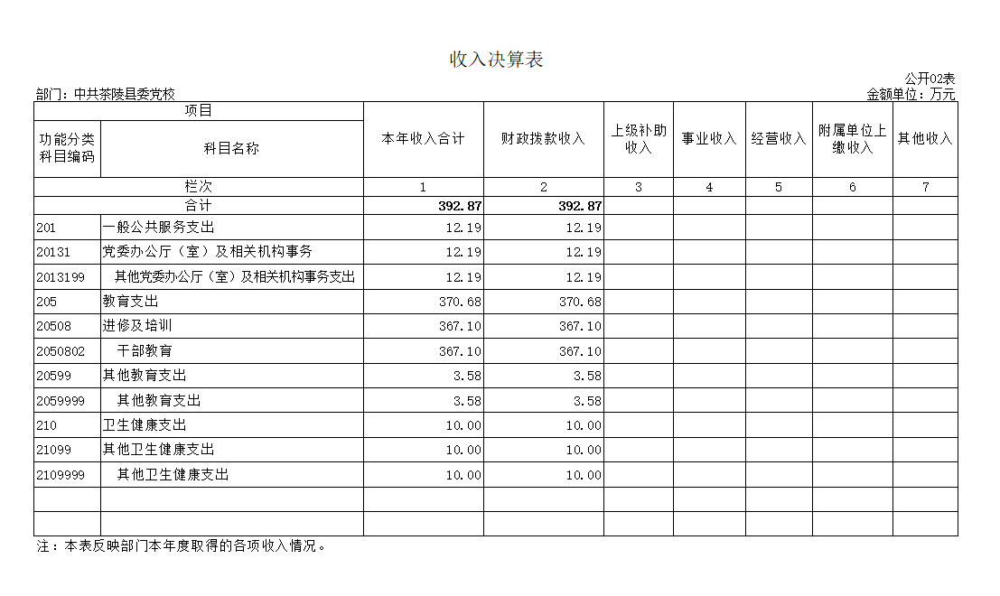 收入决算表
公开02表
部门：中共茶陵县委党校 金额单位：万元
项目 本年收入合计 财政拨款收入 上级补助收入 事业收入 经营收入 附属单位上缴收入 其他收入
功能分类科目编码 科目名称
栏次 1 2 3 4 5 6 7
合计 392.87 392.87
201 一般公共服务支出 12.19 12.19
20131 党委办公厅（室）及相关机构事务 12.19 12.19
2013199 其他党委办公厅（室）及相关机构事务支出 12.19 12.19
205 教育支出 370.68 370.68
20508 进修及培训 367.10 367.10
2050802 干部教育 367.10 367.10
20599 其他教育支出 3.58 3.58
2059999 其他教育支出 3.58 3.58
210 卫生健康支出 10.00 10.00
21099 其他卫生健康支出 10.00 10.00
2109999 其他卫生健康支出 10.00 10.00
注：本表反映部门本年度取得的各项收入情况。